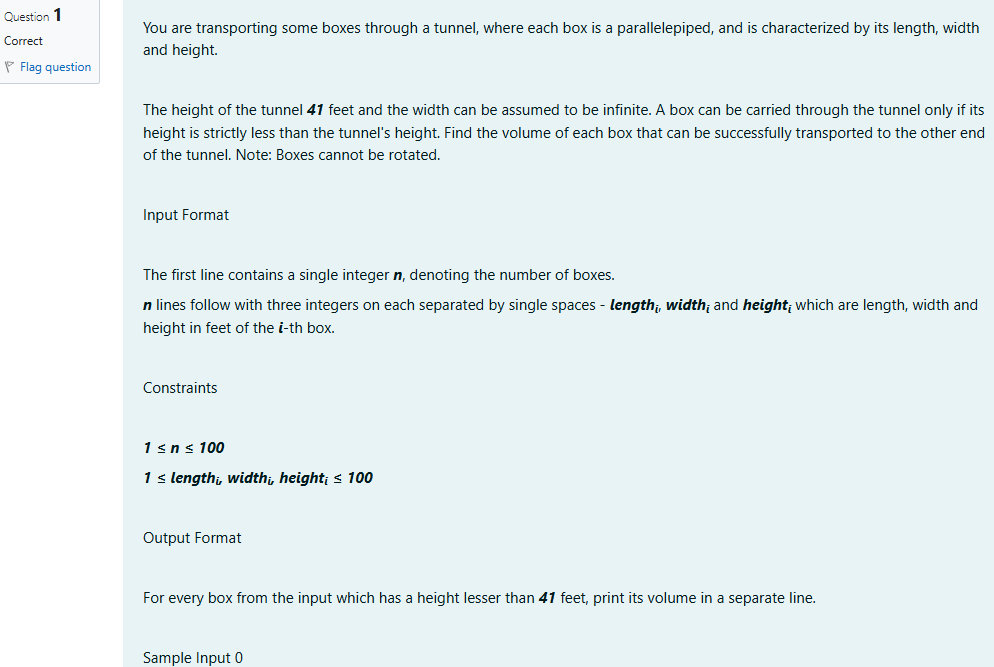 Question 1
Correct
Flag question
You are transporting some boxes through a tunnel, where each box is a parallelepiped, and is characterized by its length, width
and height.
The height of the tunnel 41 feet and the width can be assumed to be infinite. A box can be carried through the tunnel only if its
height is strictly less than the tunnel's height. Find the volume of each box that can be successfully transported to the other end
of the tunnel. Note: Boxes cannot be rotated.
Input Format
The first line contains a single integer n, denoting the number of boxes.
n lines follow with three integers on each separated by single spaces - lengthᵢ, widthᵢ and heightᵢ which are length, width and
height in feet of the i-th box.
Constraints
1 ≤ n ≤ 100
1 ≤ lengthᵢ, widthᵢ, heightᵢ ≤ 100
Output Format
For every box from the input which has a height lesser than 41 feet, print its volume in a separate line.
Sample Input 0